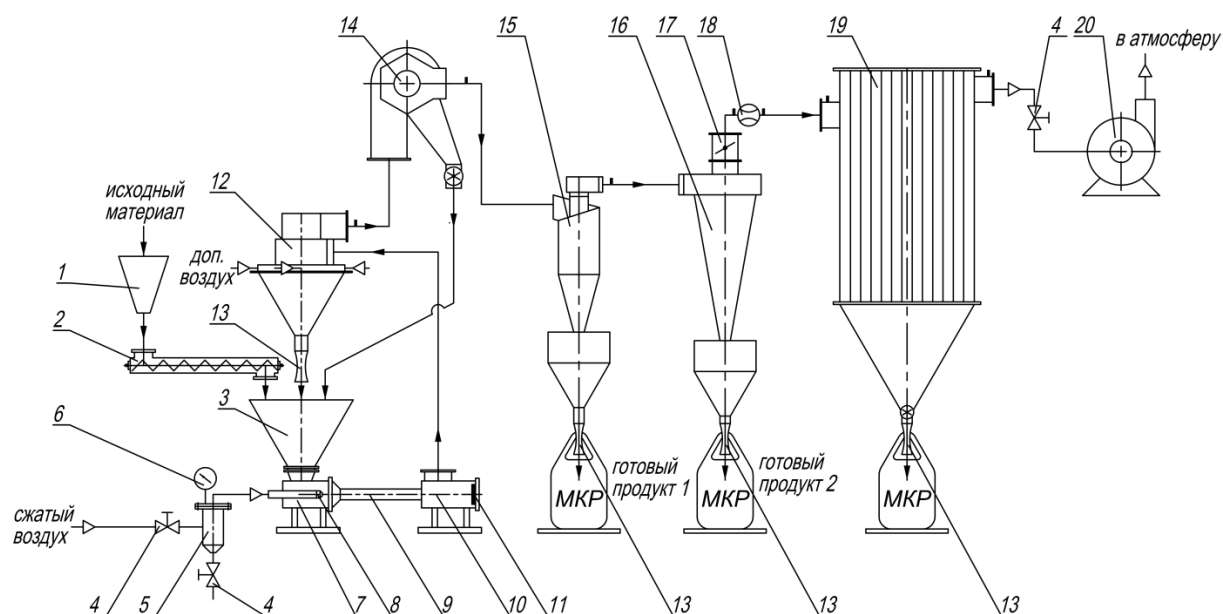 14
15
16
17
18
19
4
20
в атмосферу
исходный
материал
12
1
доп.
воздух
2
13
3
6
сжатый
воздух
готовый
продукт 1
готовый
продукт 2
МКР
МКР
МКР
4
5
4
7
8
9
10
11
13
13
13